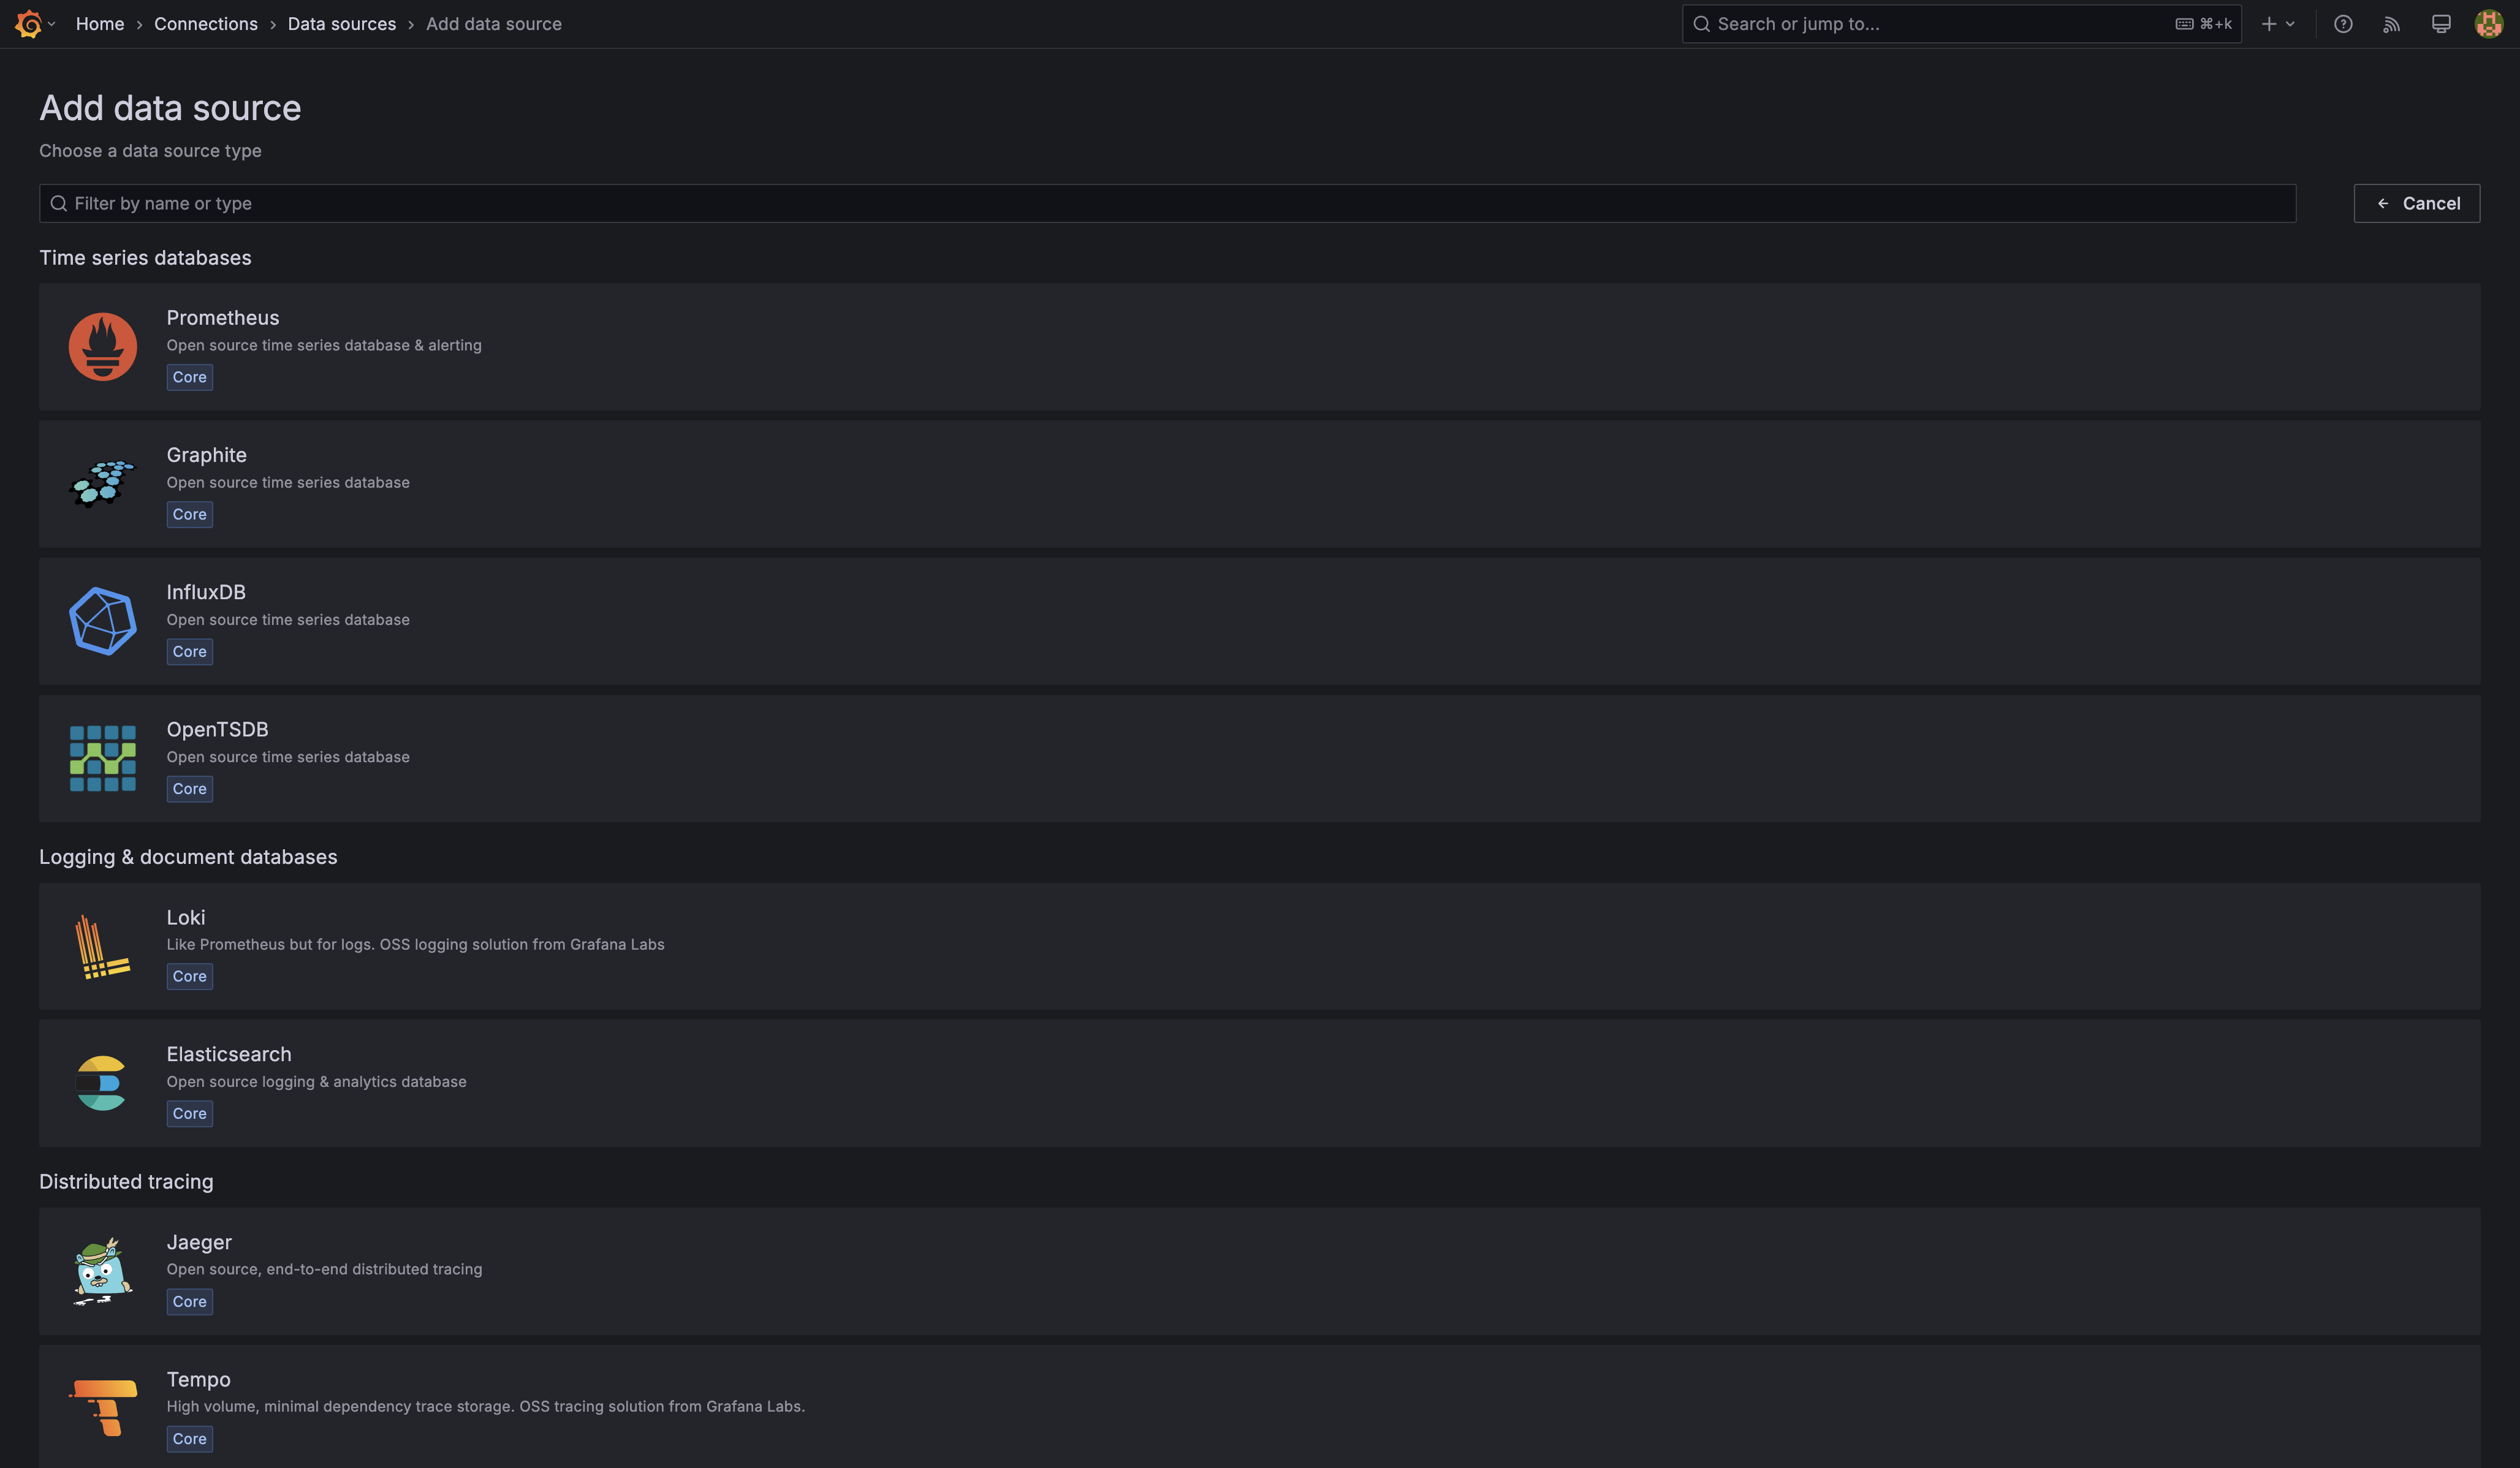 Home › Connections › Data sources › Add data source
Search or jump to...
⌘+k
Add data source
Choose a data source type
Filter by name or type
← Cancel
Time series databases
Prometheus
Open source time series database & alerting
Core
Graphite
Open source time series database
Core
InfluxDB
Open source time series database
Core
OpenTSDB
Open source time series database
Core
Logging & document databases
Loki
Like Prometheus but for logs. OSS logging solution from Grafana Labs
Core
Elasticsearch
Open source logging & analytics database
Core
Distributed tracing
Jaeger
Open source, end-to-end distributed tracing
Core
Tempo
High volume, minimal dependency trace storage. OSS tracing solution from Grafana Labs.
Core